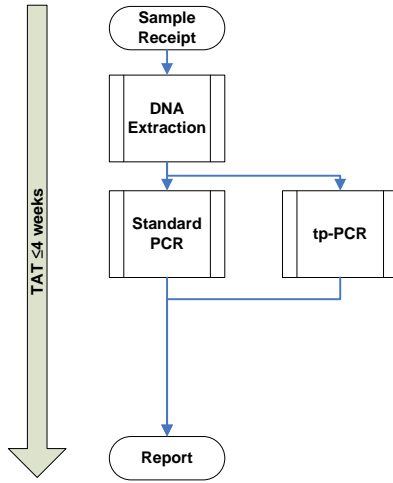 Sample
Receipt
DNA
Extraction
Standard
PCR
tp-PCR
TAT ≤4 weeks
Report